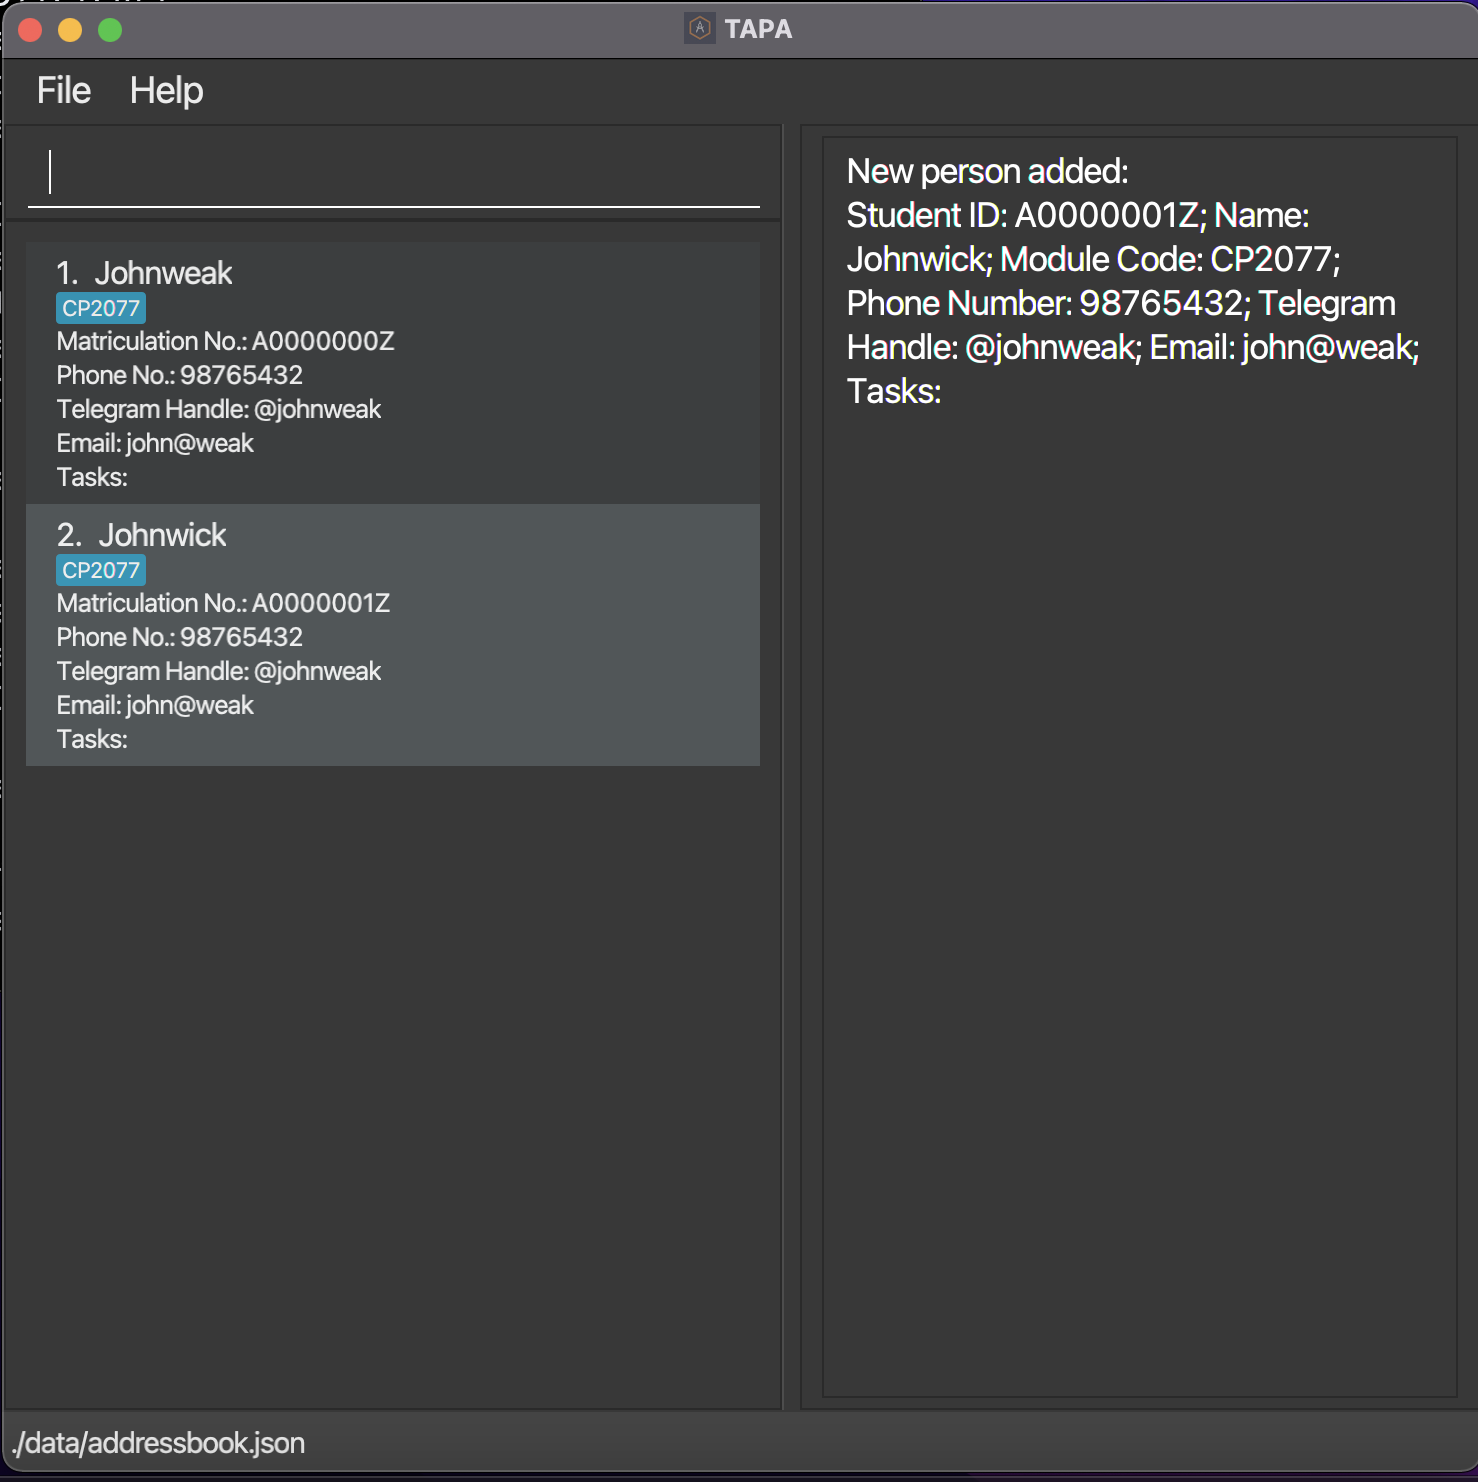 TAPA
File Help
New person added:
Student ID: A0000001Z; Name:
Johnwick; Module Code: CP2077;
Phone Number: 98765432; Telegram
Handle: @johnweak; Email: john@weak;
Tasks:
1. Johnweak
CP2077
Matriculation No.: A0000000Z
Phone No.: 98765432
Telegram Handle: @johnweak
Email: john@weak
Tasks:
2. Johnwick
CP2077
Matriculation No.: A0000001Z
Phone No.: 98765432
Telegram Handle: @johnweak
Email: john@weak
Tasks:
./data/addressbook.json